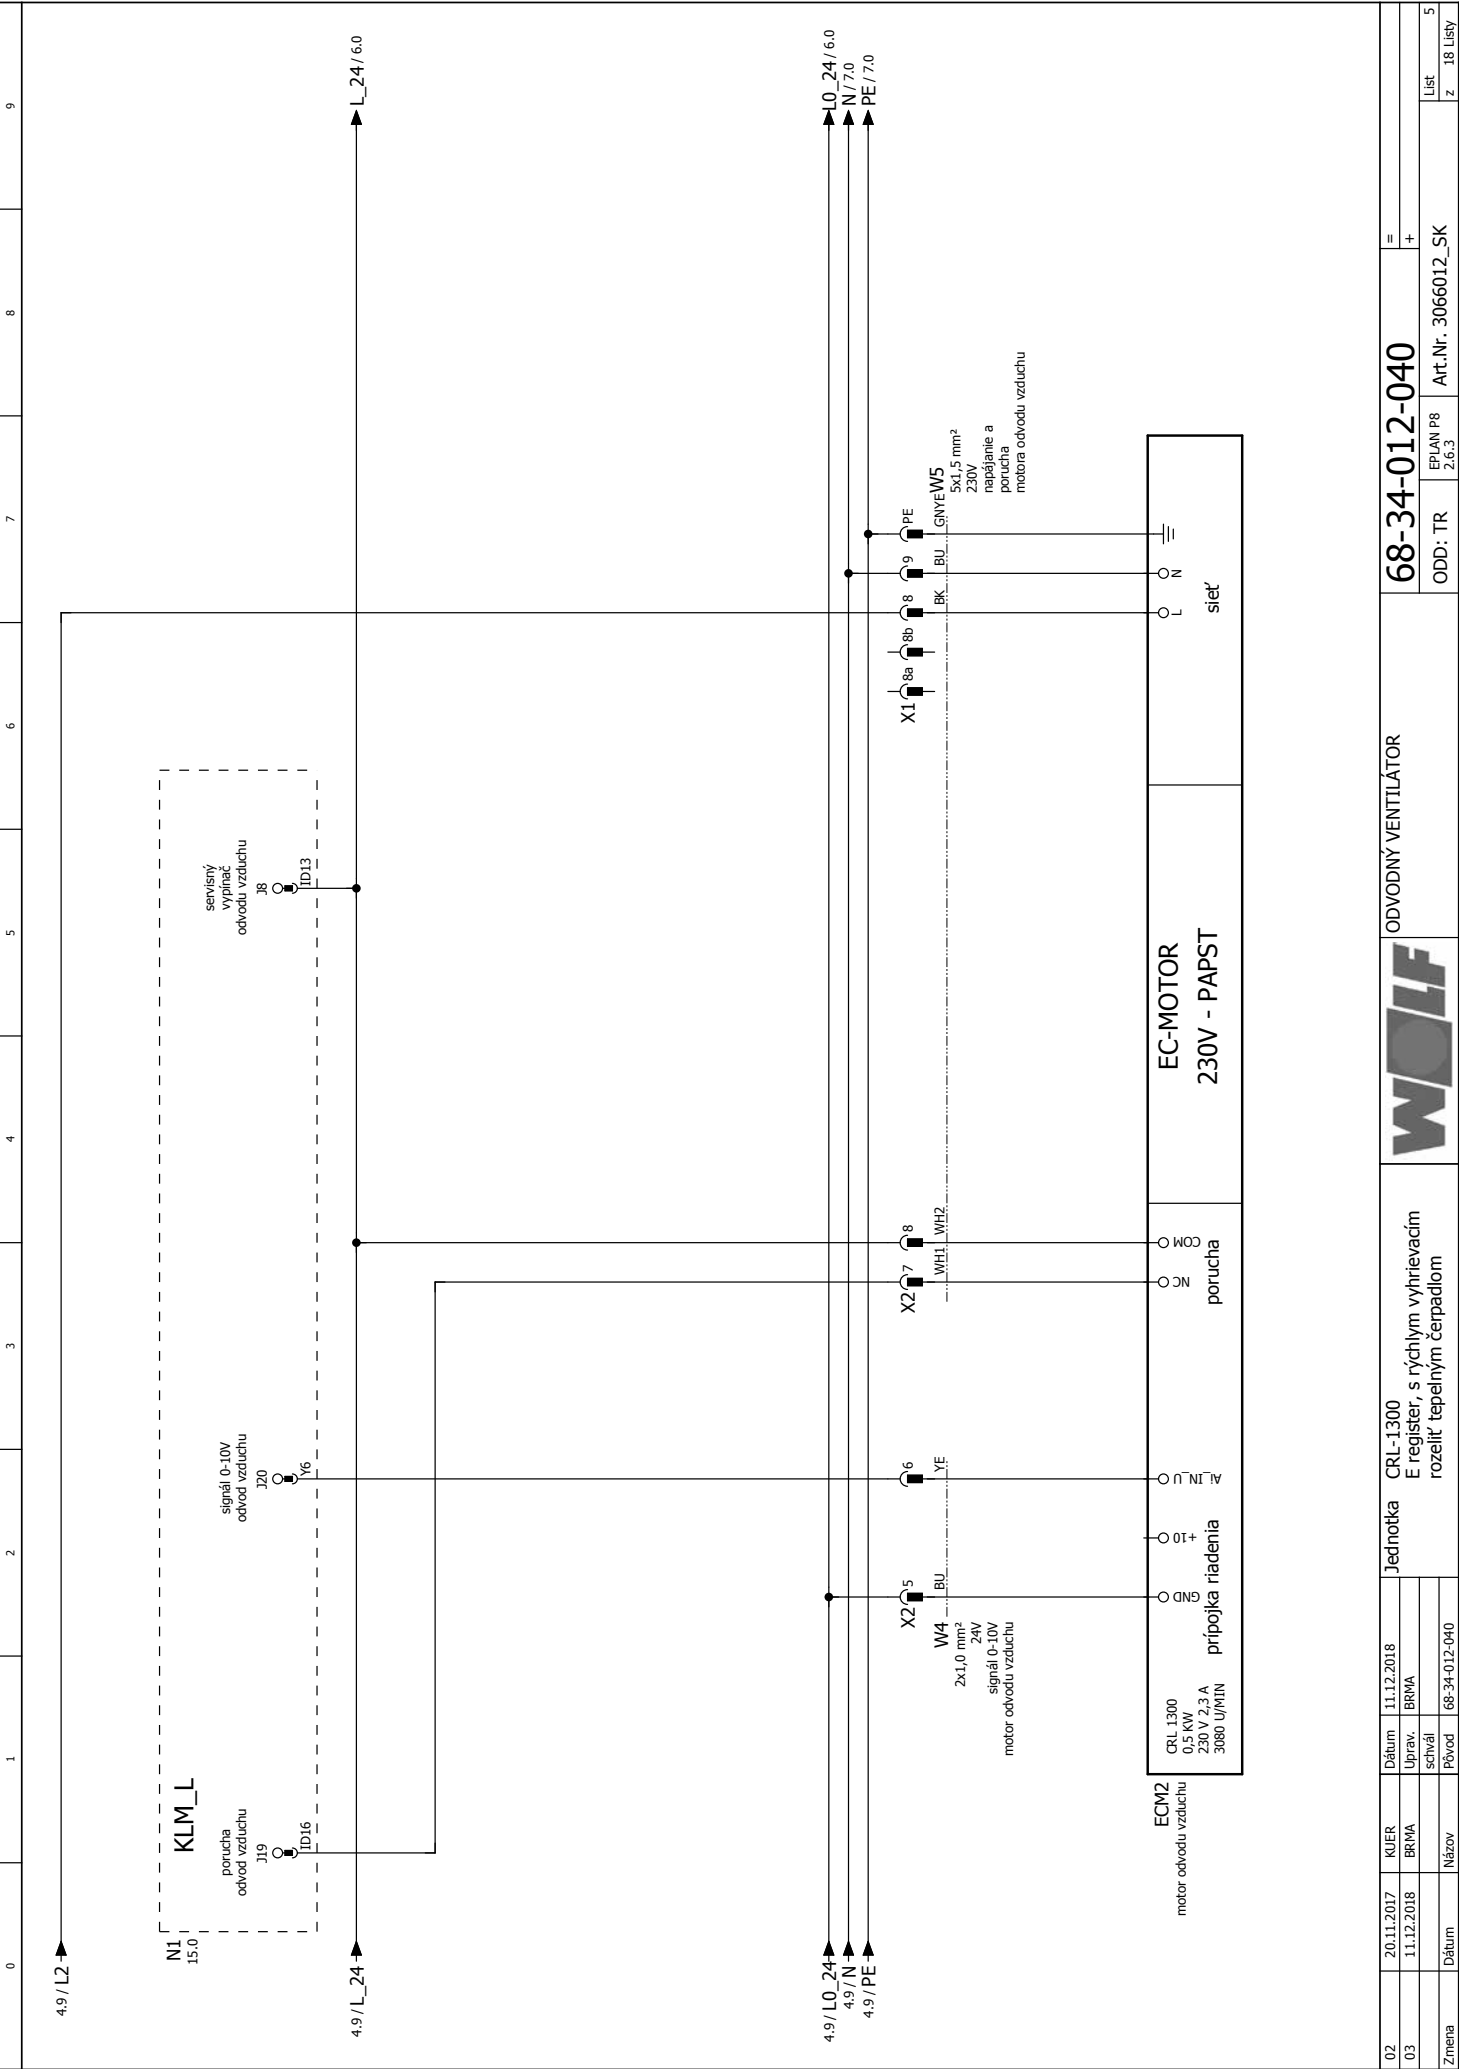 0 1 2 3 4 5 6 7 8 9
4.9 / L2
N1
15.0
KLM_L
porucha
odvod vzduchu
J19
ID16
signál 0-10V
odvod vzduchu
J20
Y6
servisný
vypínač
odvodu vzduchu
J8
ID13
4.9 / L_24
L_24 / 6.0
4.9 / L0_24
L0_24 / 6.0
4.9 / N
N / 7.0
4.9 / PE
PE / 7.0
X2 5 6
X2 7 8
X1 8a 8b 8 9 PE
W4 BU YE
2x1,0 mm²
24V
signál 0-10V
motor odvodu vzduchu
WH1 WH2
BK BU GNYE W5
5x1,5 mm²
230V
napájanie a
porucha
motora odvodu vzduchu
ECM2
motor odvodu vzduchu
CRL 1300
0,5 KW
230 V 2,3 A
3080 U/MIN
GND +10 Ai_IN_U
prípojka riadenia
NC COM
porucha
EC-MOTOR
230V - PAPST
L N
sieť
02 20.11.2017 KUER Dátum 11.12.2018
03 11.12.2018 BRMA Uprav. BRMA
schvál
Zmena Dátum Názov Pôvod 68-34-012-040
Jednotka CRL-1300
E register, s rýchlym vyhrievacím
rozeliť tepelným čerpadlom
WOLF
ODVODNÝ VENTILÁTOR
68-34-012-040
=
+
ODD: TR
EPLAN P8
2.6.3
Art.Nr. 3066012_SK
List 5
z 18 Listy